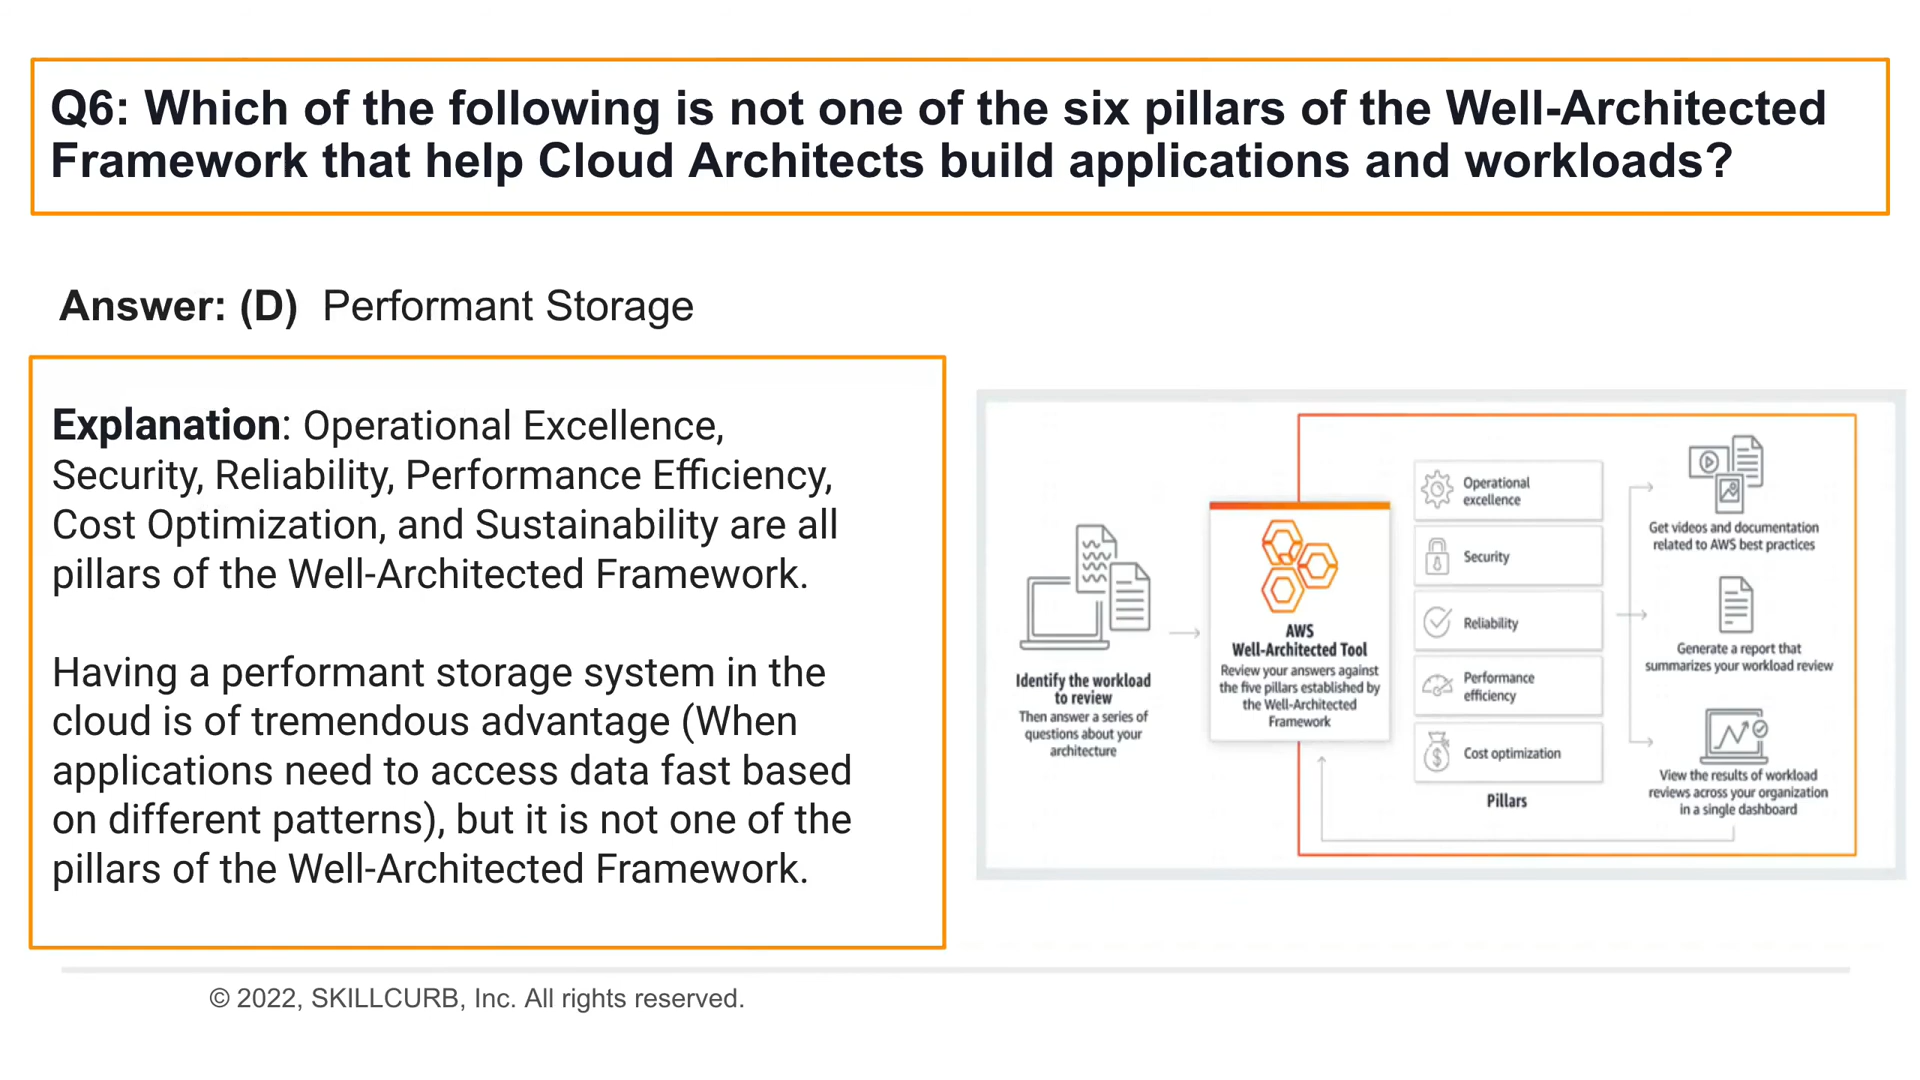 Q6: Which of the following is not one of the six pillars of the Well-Architected
Framework that help Cloud Architects build applications and workloads?
Answer: (D) Performant Storage
Explanation: Operational Excellence,
Security, Reliability, Performance Efficiency,
Cost Optimization, and Sustainability are all
pillars of the Well-Architected Framework.
Having a performant storage system in the
cloud is of tremendous advantage (When
applications need to access data fast based
on different patterns), but it is not one of the
pillars of the Well-Architected Framework.
Identify the workload
to review
Then answer a series of
questions about your
architecture
AWS
Well-Architected Tool
Review your answers against
the five pillars established by
the Well-Architected
Framework
Operational
excellence
Security
Reliability
Performance
efficiency
Cost optimization
Pillars
Get videos and documentation
related to AWS best practices
Generate a report that
summarizes your workload review
View the results of workload
reviews across your organization
in a single dashboard
© 2022, SKILLCURB, Inc. All rights reserved.